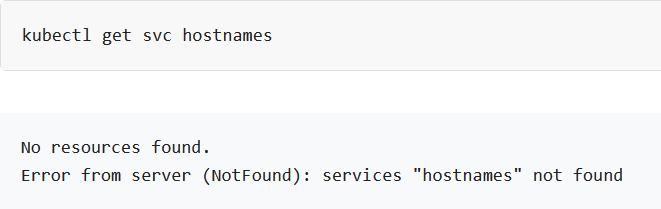 kubectl get svc hostnames
No resources found.
Error from server (NotFound): services "hostnames" not found